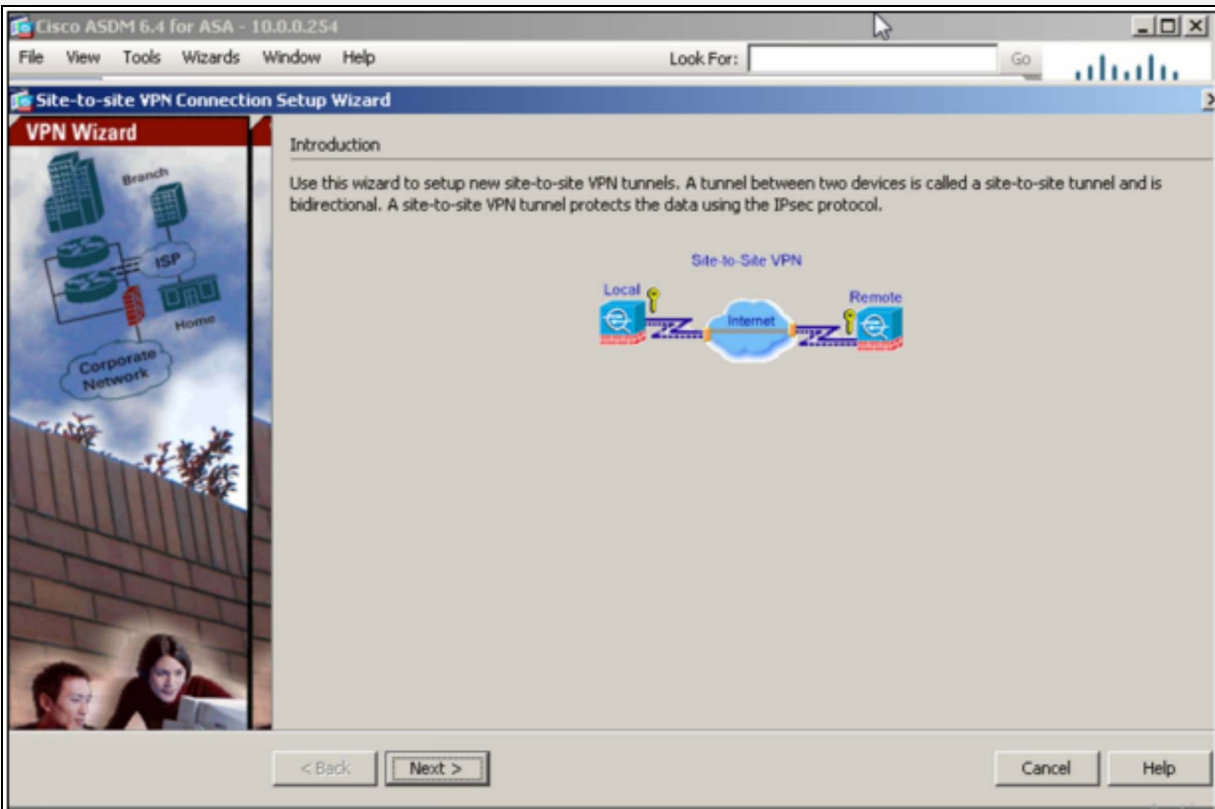 Cisco ASDM 6.4 for ASA - 10.0.0.254
File View Tools Wizards Window Help Look For: Go
Site-to-site VPN Connection Setup Wizard
VPN Wizard
Branch
ISP
Home
Corporate
Network
Introduction
Use this wizard to setup new site-to-site VPN tunnels. A tunnel between two devices is called a site-to-site tunnel and is
bidirectional. A site-to-site VPN tunnel protects the data using the IPsec protocol.
Site-to-Site VPN
Local
Internet
Remote
< Back Next > Cancel Help